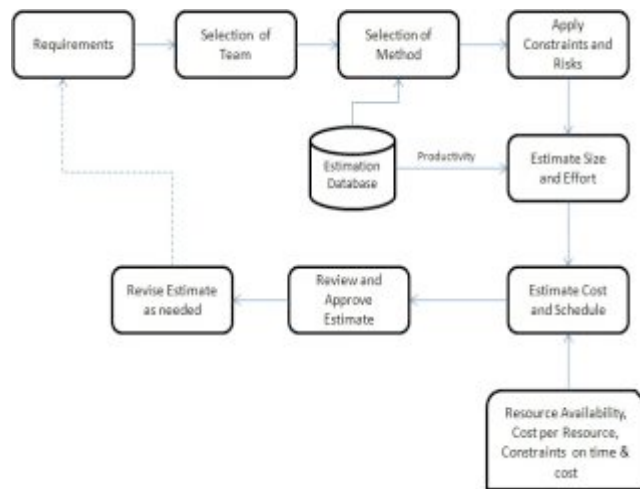 Requirements
Selection of
Team
Selection of
Method
Apply
Constraints and
Risks
Estimation
Database
Productivity
Estimate Size
and Effort
Revise Estimate
as needed
Review and
Approve
Estimate
Estimate Cost
and Schedule
Resource Availability,
Cost per Resource,
Constraints on time &
cost